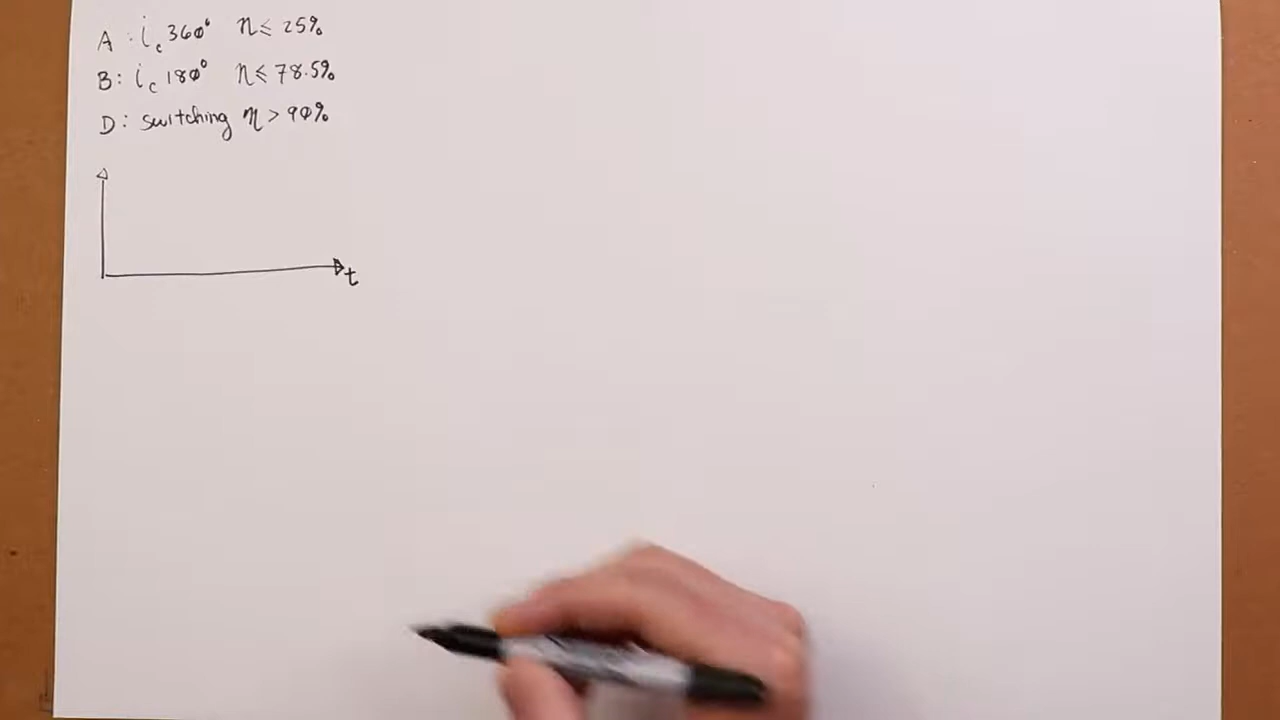 A: ic 360° η ≤ 25%
B: ic 180° η ≤ 78.5%
D: switching η > 90%
t